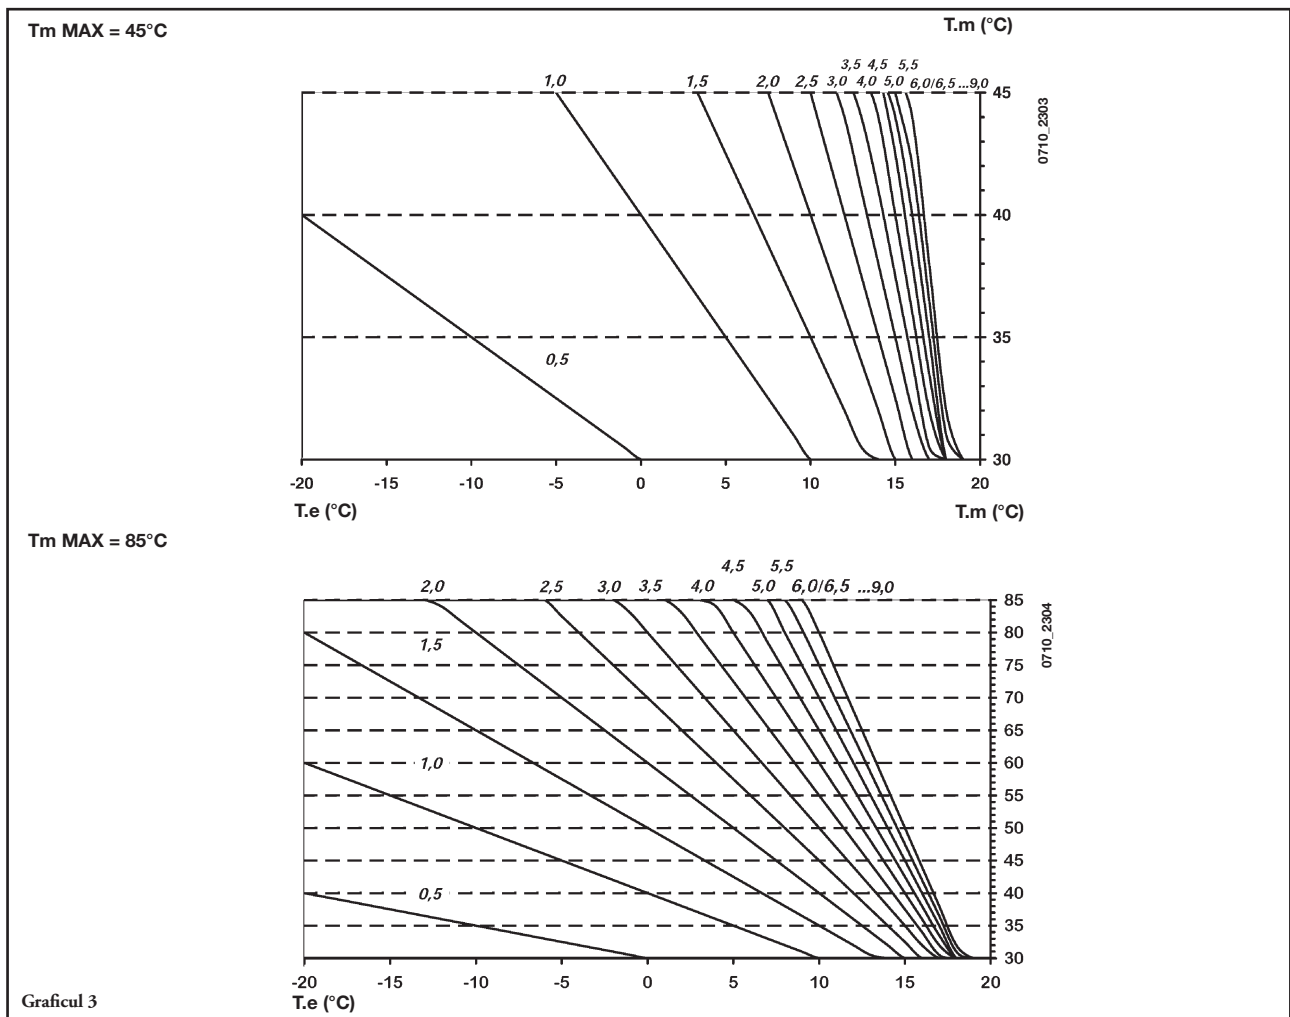 Tm MAX = 45°C
T.m (°C)
3,5 4,5 5,5
1,0 1,5 2,0 2,5 3,0 4,0 5,0 6,0/6,5 ...9,0
45
40
35
0,5
30
-20 -15 -10 -5 0 5 10 15 20
T.e (°C) T.m (°C)
0710_2303
Tm MAX = 85°C
4,5 5,5
2,0 2,5 3,0 3,5 4,0 5,0 6,0/6,5 ...9,0
85
80
1,5
75
70
65
1,0 60
55
50
45
0,5 40
35
30
-20 -15 -10 -5 0 5 10 15 20
T.e (°C)
0710_2304
Graficul 3